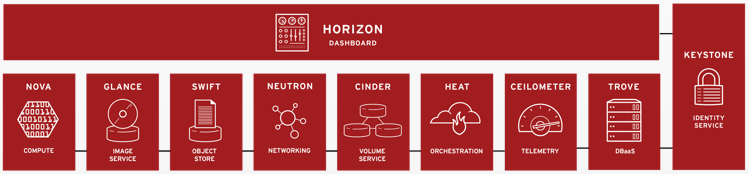 HORIZON
DASHBOARD
KEYSTONE
IDENTITY
SERVICE
NOVA
COMPUTE
GLANCE
IMAGE
SERVICE
SWIFT
OBJECT
STORE
NEUTRON
NETWORKING
CINDER
VOLUME
SERVICE
HEAT
ORCHESTRATION
CEILOMETER
TELEMETRY
TROVE
DBaaS